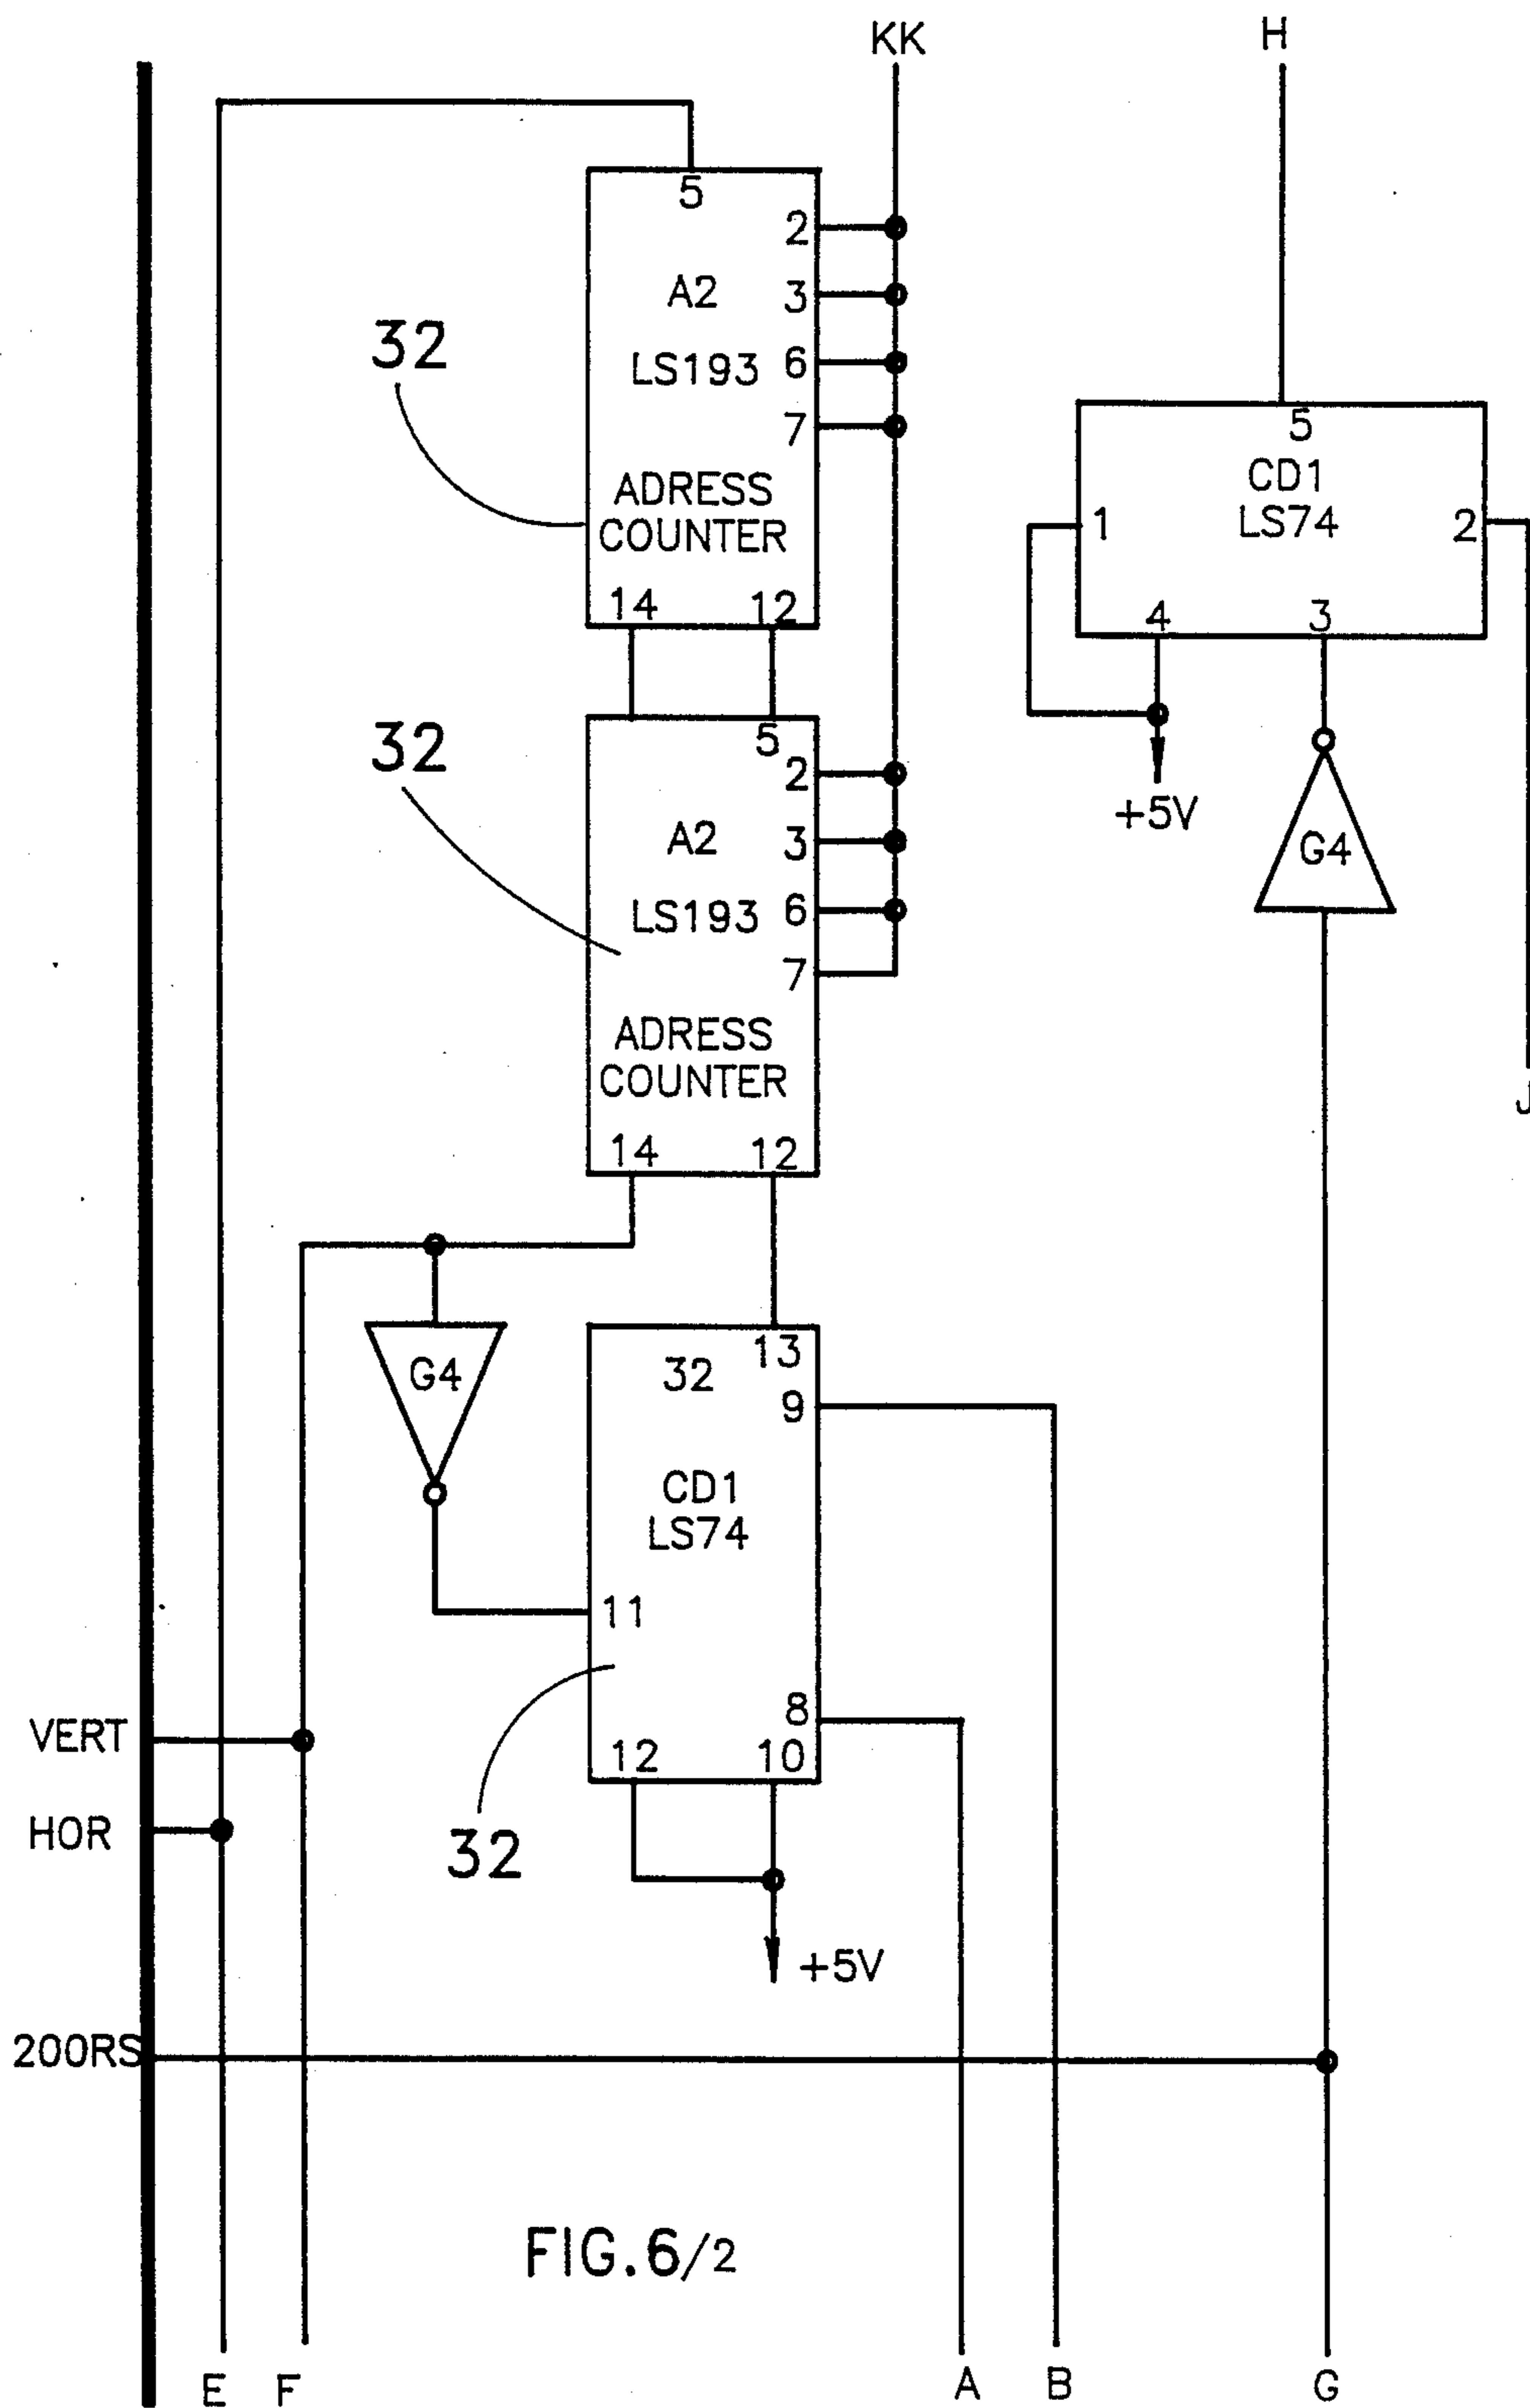 KK
H
5
2
A2
3
32
LS193
6
7
5
CD1
ADRESS
COUNTER
1
LS74
2
14
12
4
3
5
32
2
+5V
A2
3
G4
LS193
6
7
ADRESS
COUNTER
J
14
12
13
32
G4
9
CD1
LS74
11
8
VERT
12
10
HOR
32
+5V
200RS
FIG.6/2
E
F
A
B
G